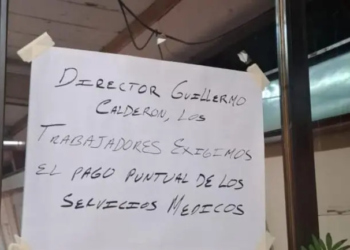 DIRECTOR GUILLERMO
CALDERON, LOS
TRABAJADORES EXIGIMOS
EL PAGO PUNTUAL DE LOS
SERVICIOS MEDICOS